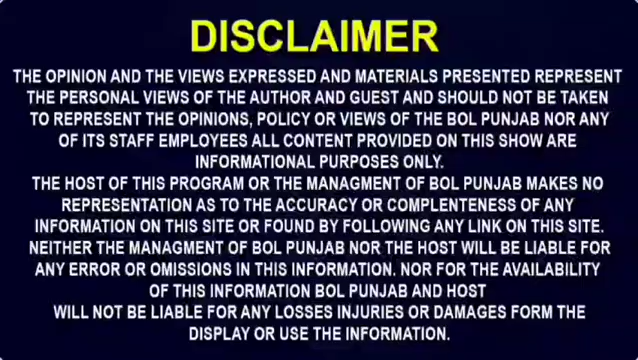 DISCLAIMER
THE OPINION AND THE VIEWS EXPRESSED AND MATERIALS PRESENTED REPRESENT
THE PERSONAL VIEWS OF THE AUTHOR AND GUEST AND SHOULD NOT BE TAKEN
TO REPRESENT THE OPINIONS, POLICY OR VIEWS OF THE BOL PUNJAB NOR ANY
OF ITS STAFF EMPLOYEES ALL CONTENT PROVIDED ON THIS SHOW ARE
INFORMATIONAL PURPOSES ONLY.
THE HOST OF THIS PROGRAM OR THE MANAGMENT OF BOL PUNJAB MAKES NO
REPRESENTATION AS TO THE ACCURACY OR COMPLENTENESS OF ANY
INFORMATION ON THIS SITE OR FOUND BY FOLLOWING ANY LINK ON THIS SITE.
NEITHER THE MANAGMENT OF BOL PUNJAB NOR THE HOST WILL BE LIABLE FOR
ANY ERROR OR OMISSIONS IN THIS INFORMATION. NOR FOR THE AVAILABILITY
OF THIS INFORMATION BOL PUNJAB AND HOST
WILL NOT BE LIABLE FOR ANY LOSSES INJURIES OR DAMAGES FORM THE
DISPLAY OR USE THE INFORMATION.